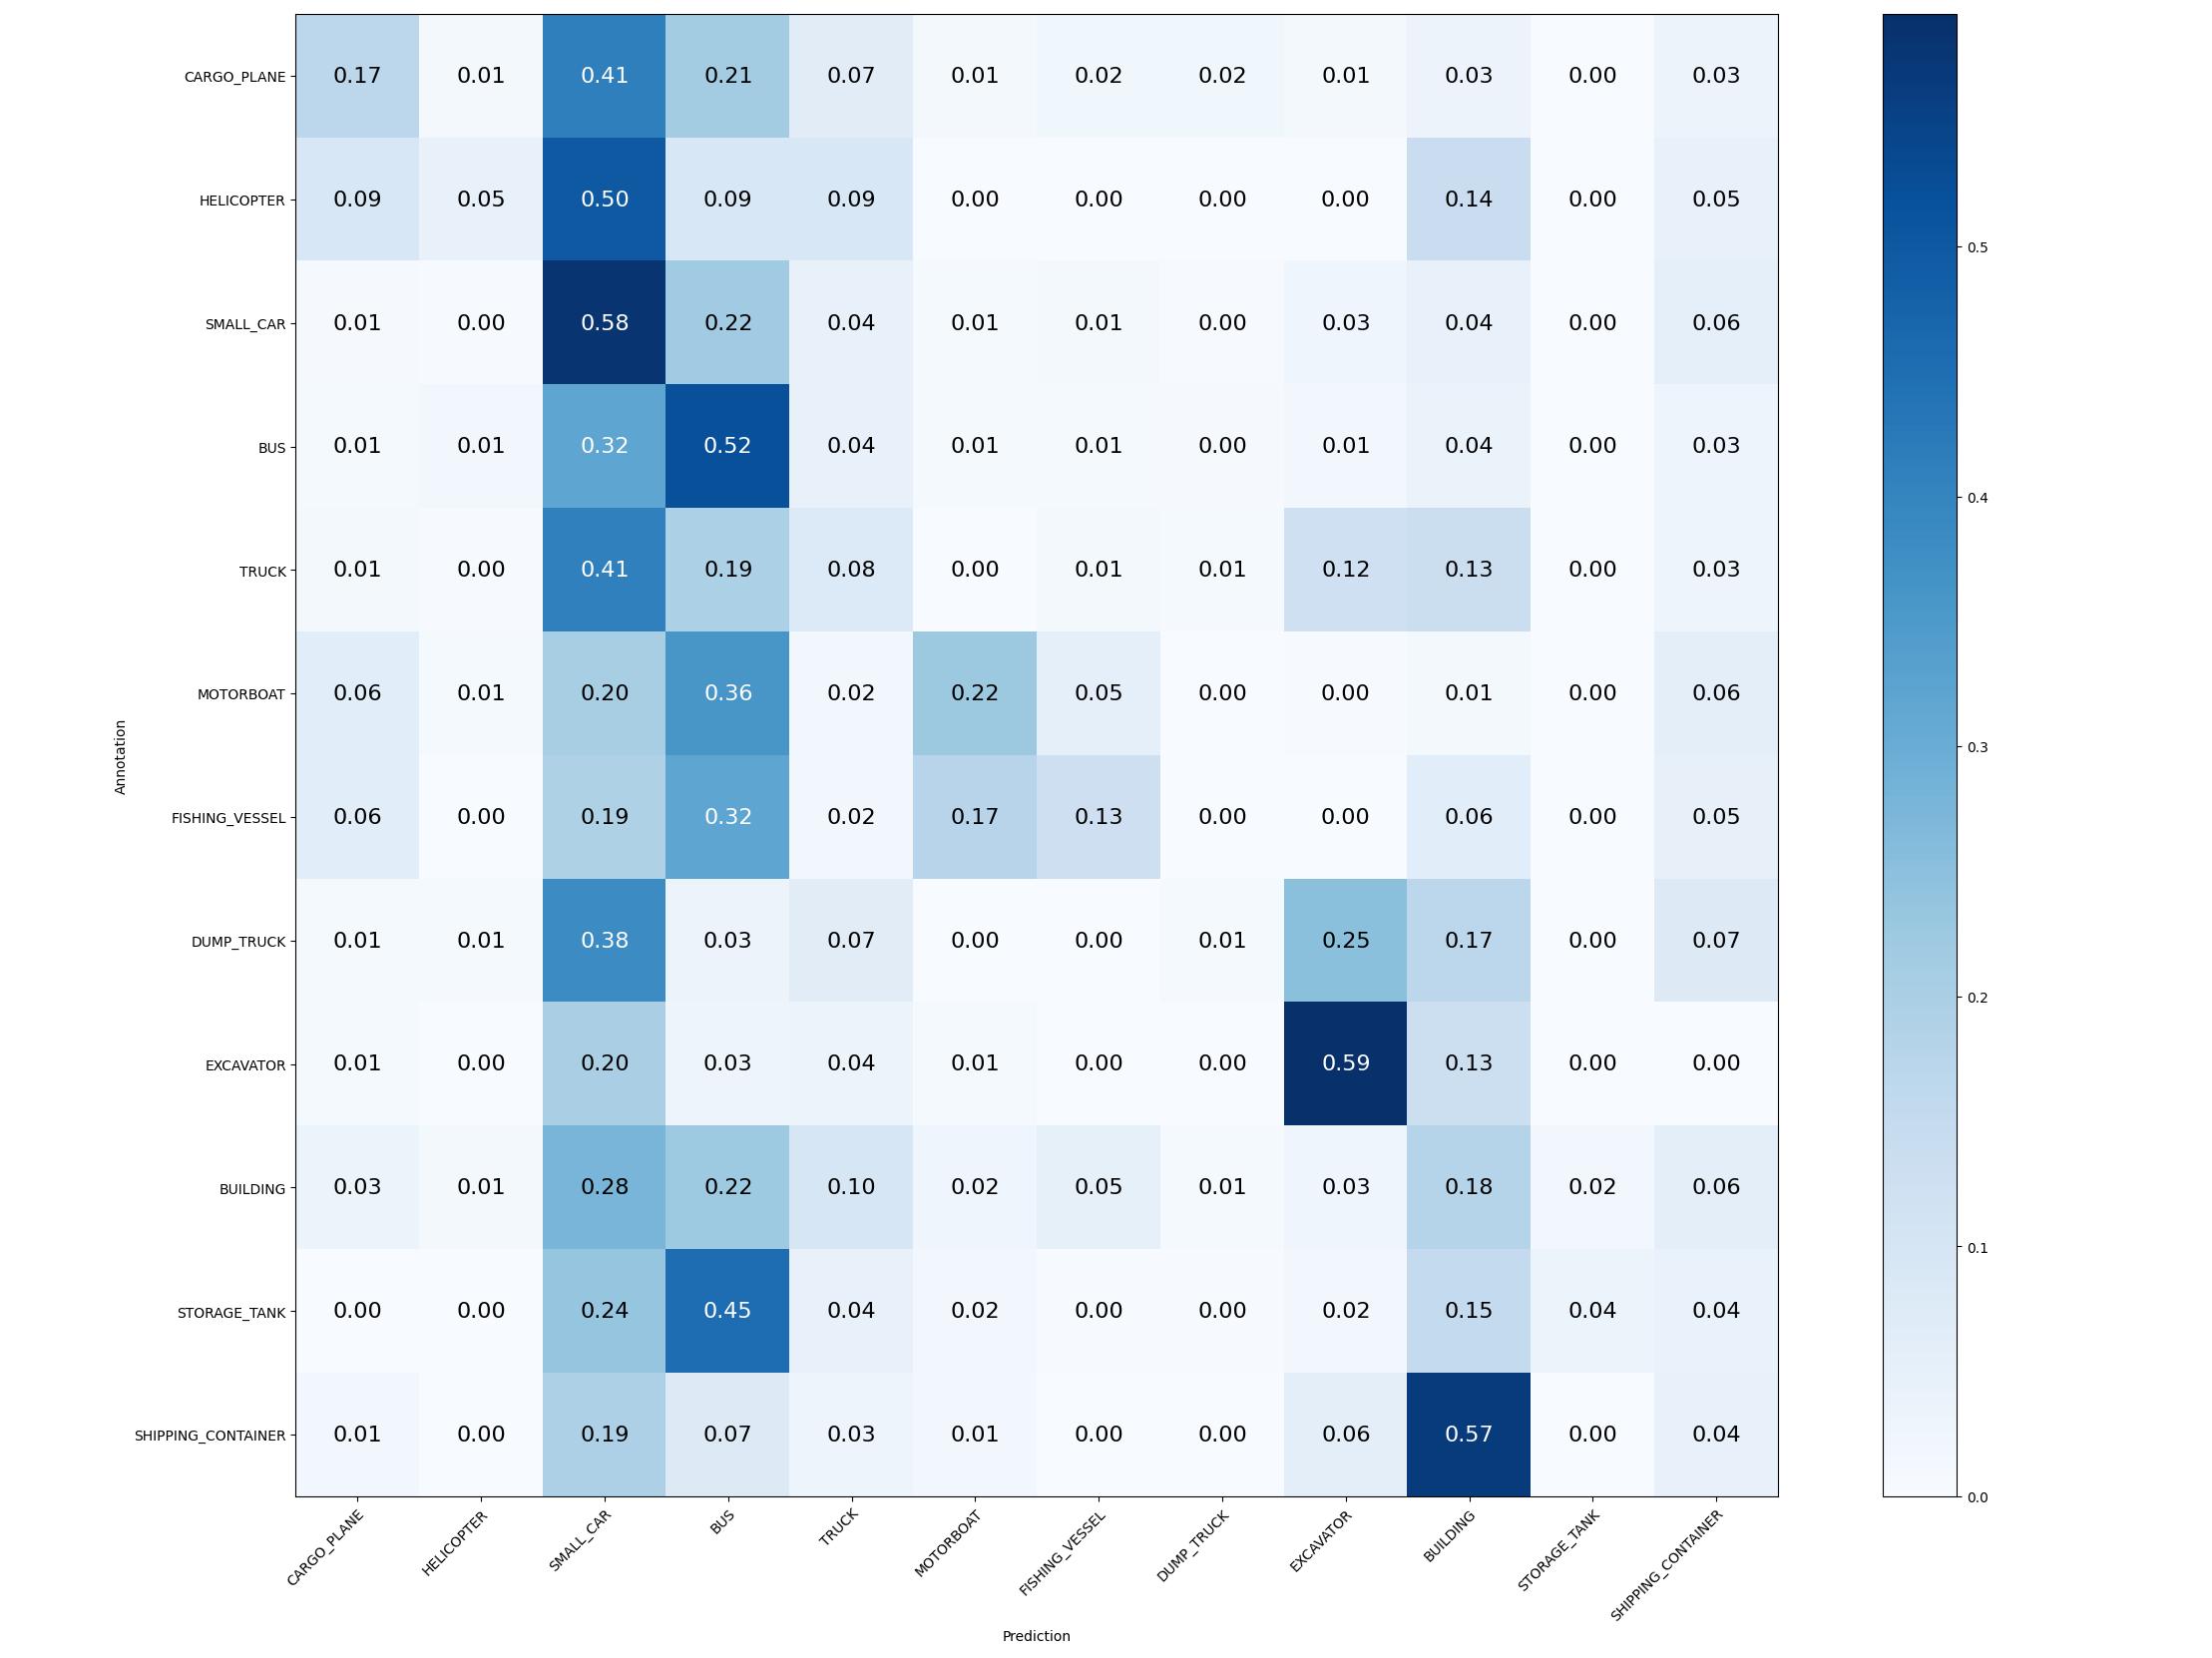 CARGO_PLANE 0.17 0.01 0.41 0.21 0.07 0.01 0.02 0.02 0.01 0.03 0.00 0.03
HELICOPTER 0.09 0.05 0.50 0.09 0.09 0.00 0.00 0.00 0.00 0.14 0.00 0.05
0.5
SMALL_CAR 0.01 0.00 0.58 0.22 0.04 0.01 0.01 0.00 0.03 0.04 0.00 0.06
BUS 0.01 0.01 0.32 0.52 0.04 0.01 0.01 0.00 0.01 0.04 0.00 0.03
0.4
TRUCK 0.01 0.00 0.41 0.19 0.08 0.00 0.01 0.01 0.12 0.13 0.00 0.03
MOTORBOAT 0.06 0.01 0.20 0.36 0.02 0.22 0.05 0.00 0.00 0.01 0.00 0.06
0.3
Annotation
FISHING_VESSEL 0.06 0.00 0.19 0.32 0.02 0.17 0.13 0.00 0.00 0.06 0.00 0.05
DUMP_TRUCK 0.01 0.01 0.38 0.03 0.07 0.00 0.00 0.01 0.25 0.17 0.00 0.07
0.2
EXCAVATOR 0.01 0.00 0.20 0.03 0.04 0.01 0.00 0.00 0.59 0.13 0.00 0.00
BUILDING 0.03 0.01 0.28 0.22 0.10 0.02 0.05 0.01 0.03 0.18 0.02 0.06
0.1
STORAGE_TANK 0.00 0.00 0.24 0.45 0.04 0.02 0.00 0.00 0.02 0.15 0.04 0.04
SHIPPING_CONTAINER 0.01 0.00 0.19 0.07 0.03 0.01 0.00 0.00 0.06 0.57 0.00 0.04
0.0
CARGO_PLANE HELICOPTER SMALL_CAR BUS TRUCK MOTORBOAT FISHING_VESSEL DUMP_TRUCK EXCAVATOR BUILDING STORAGE_TANK SHIPPING_CONTAINER
Prediction